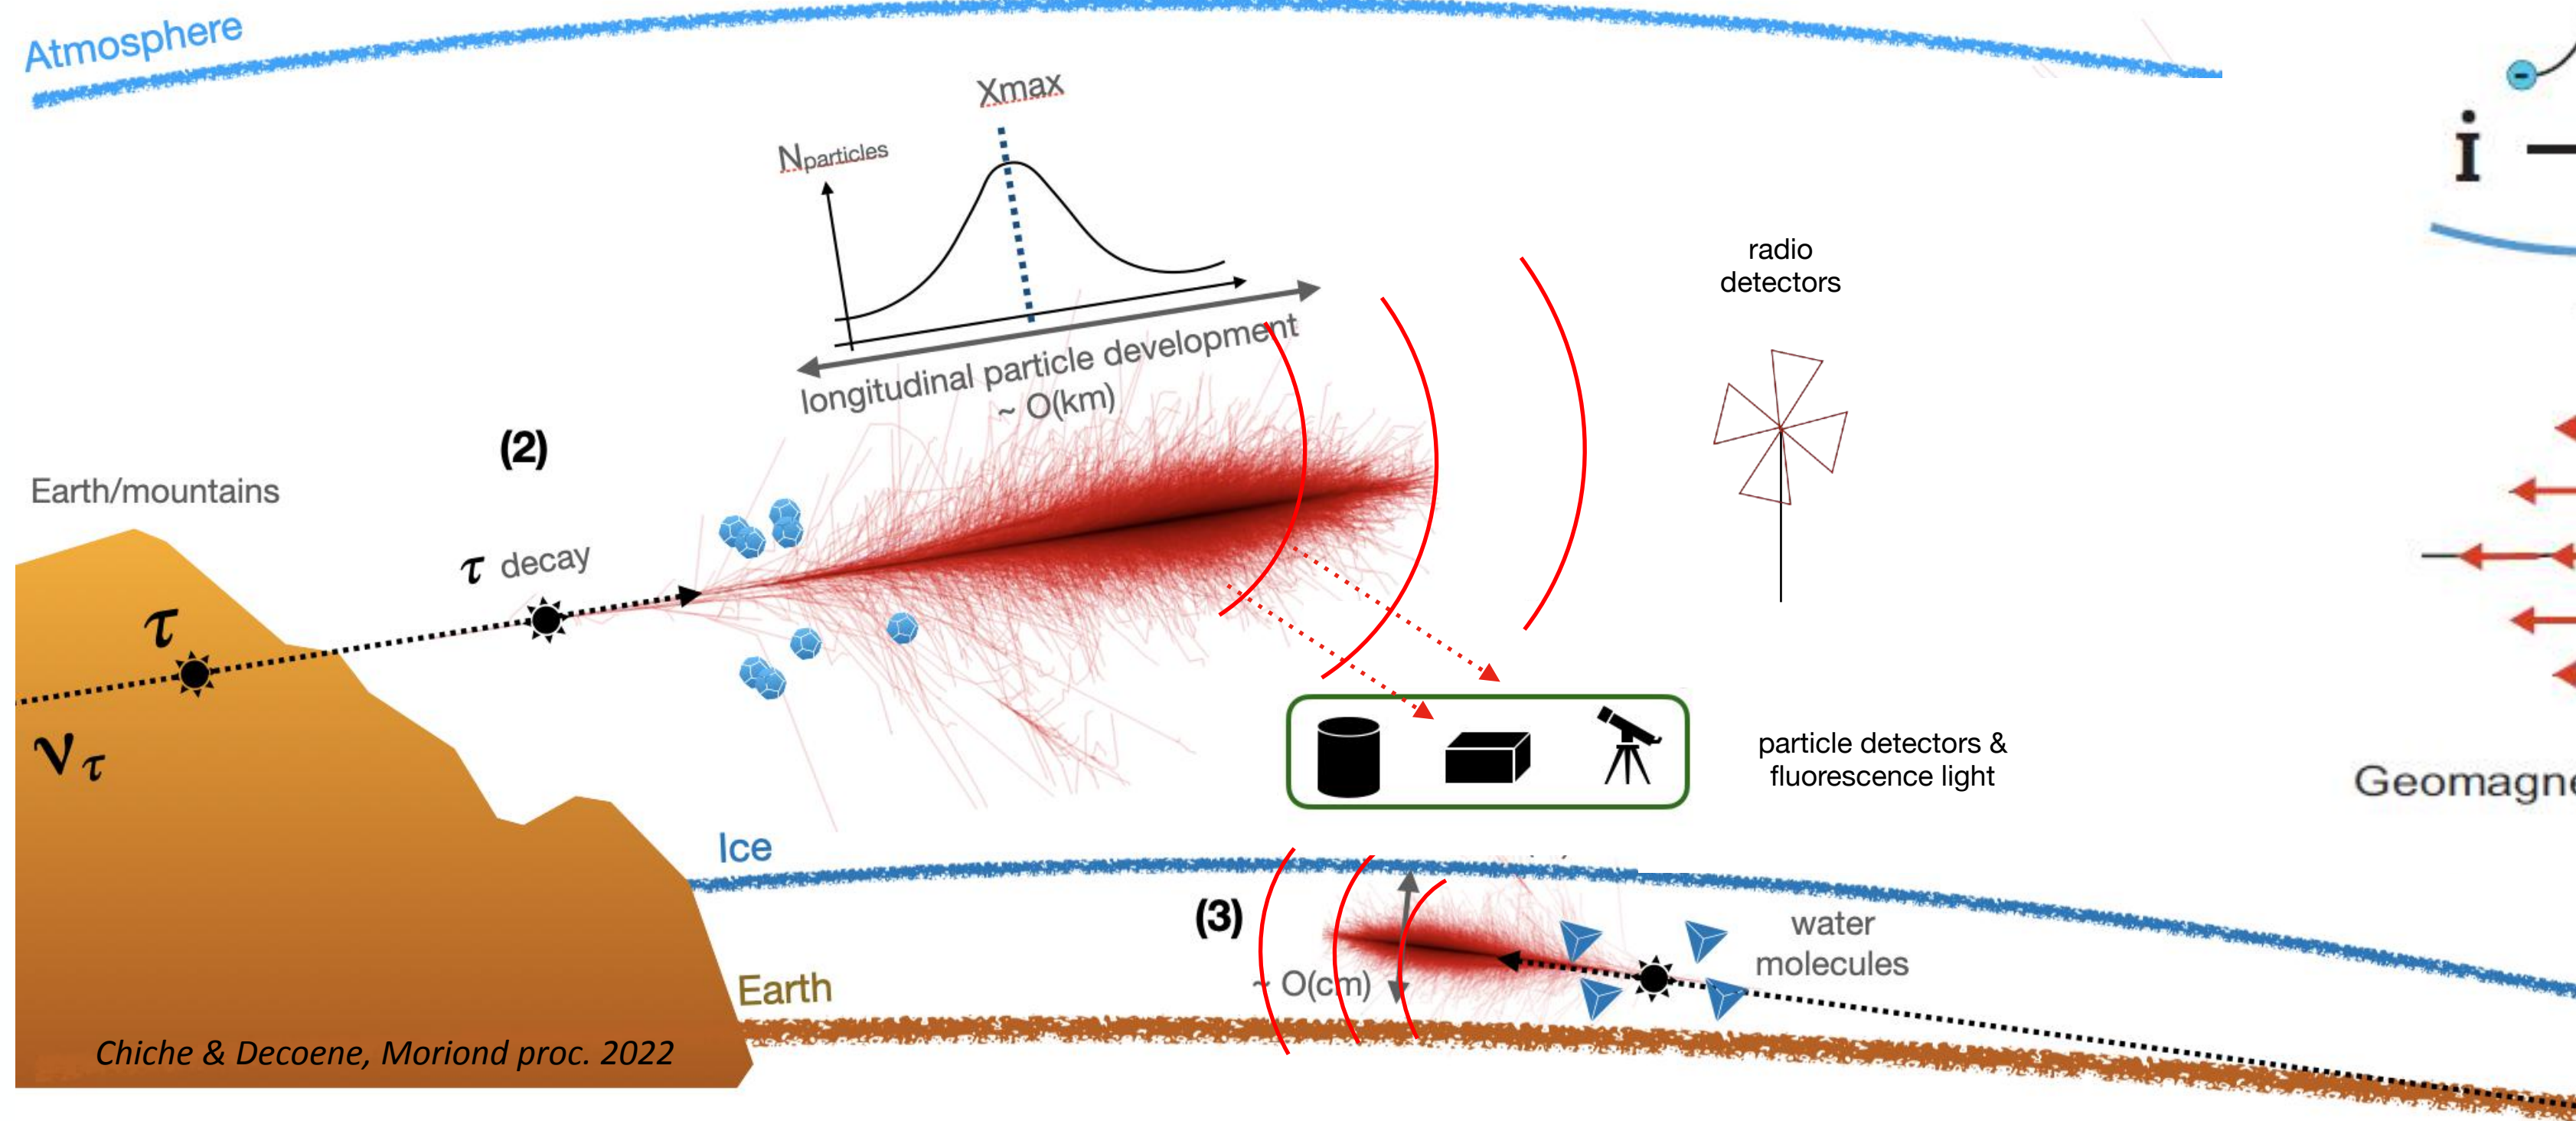 Atmosphere
Xmax
Nparticles
longitudinal particle development
~ O(km)
radio
detectors
(2)
Earth/mountains
τ decay
τ
ντ
particle detectors &
fluorescence light
Ice
(3)
water
molecules
~ O(cm)
Earth
Chiche & Decoene, Moriond proc. 2022
-
i
Geomagne